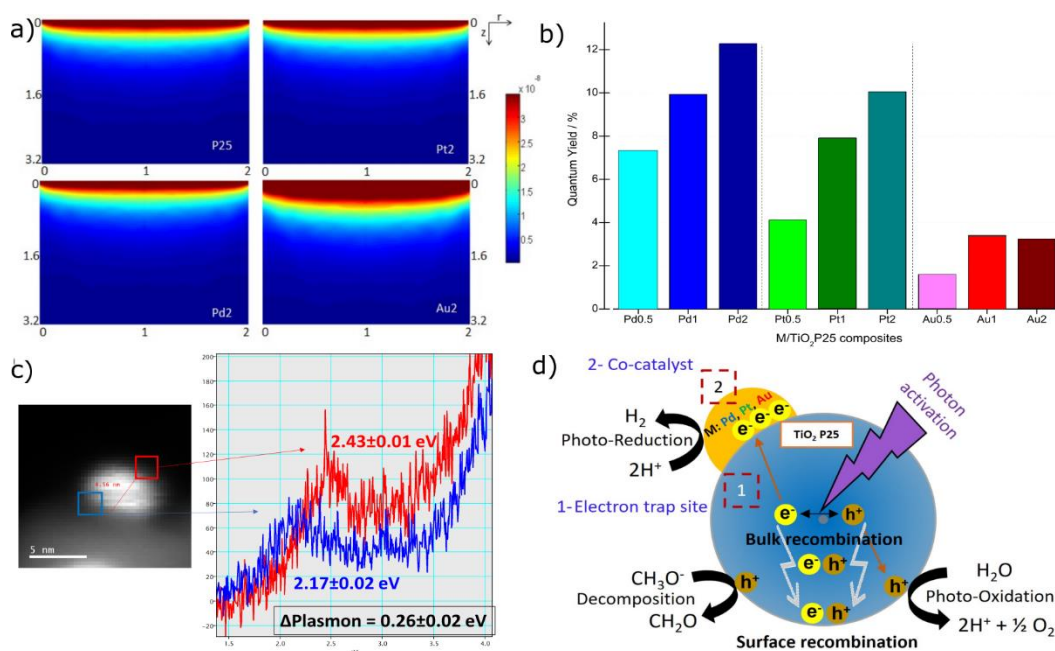 a)
0
0
r
z
1.6
1.6
P25
Pt2
3.2
3.2
0
1
2
0
1
2
0
0
1.6
1.6
Pd2
Au2
3.2
3.2
0
1
2
0
1
2
x 10
-8
4
3.5
3
2.5
2
1.5
1
0.5
b)
Quantum Yield / %
12
10
8
6
4
2
0
Pd0.5 Pd1 Pd2 Pt0.5 Pt1 Pt2 Au0.5 Au1 Au2
M/TiO2P25 composites
c)
5 nm
200
180
160
140
120
100
80
60
40
20
0
-20
2.43±0.01 eV
2.17±0.02 eV
ΔPlasmon = 0.26±0.02 eV
1.5 2.0 2.5 3.0 3.5 4.0
d)
2- Co-catalyst
2
M: Pd, Pt, Au
e- e- e-
H2
Photo-Reduction
2H+
TiO2 P25
Photon
activation
1
1-Electron trap site
e- h+
Bulk recombination
e- h+
CH3O-
Decomposition
CH2O
h+
h+
H2O
Photo-Oxidation
2H+ + ½ O2
e- h+
Surface recombination